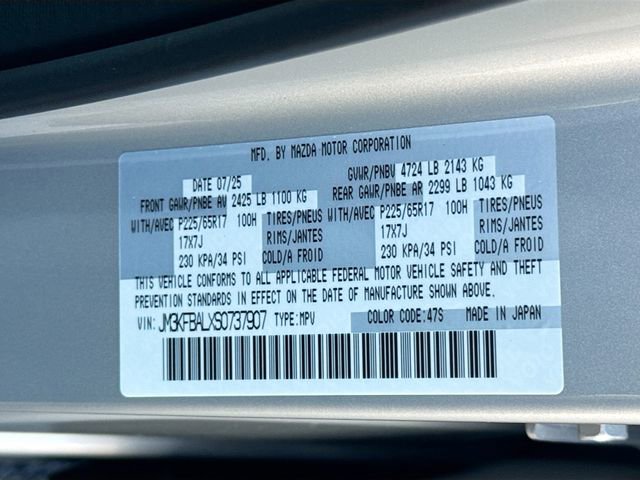 MFD. BY MAZDA MOTOR CORPORATION
DATE 07/25 GVWR/PNBV 4724 LB 2143 KG
FRONT GAWR/PNBE AV 2425 LB 1100 KG REAR GAWR/PNBE AR 2299 LB 1043 KG
WITH/AVEC P225/65R17 100H TIRES/PNEUS WITH/AVEC P225/65R17 100H TIRES/PNEUS
17X7J RIMS/JANTES 17X7J RIMS/JANTES
230 KPA/34 PSI COLD/A FROID 230 KPA/34 PSI COLD/A FROID
THIS VEHICLE CONFORMS TO ALL APPLICABLE FEDERAL MOTOR VEHICLE SAFETY AND THEFT
PREVENTION STANDARDS IN EFFECT ON THE DATE OF MANUFACTURE SHOWN ABOVE.
VIN: JM3KFBALXS0737907 TYPE:MPV COLOR CODE:47S MADE IN JAPAN